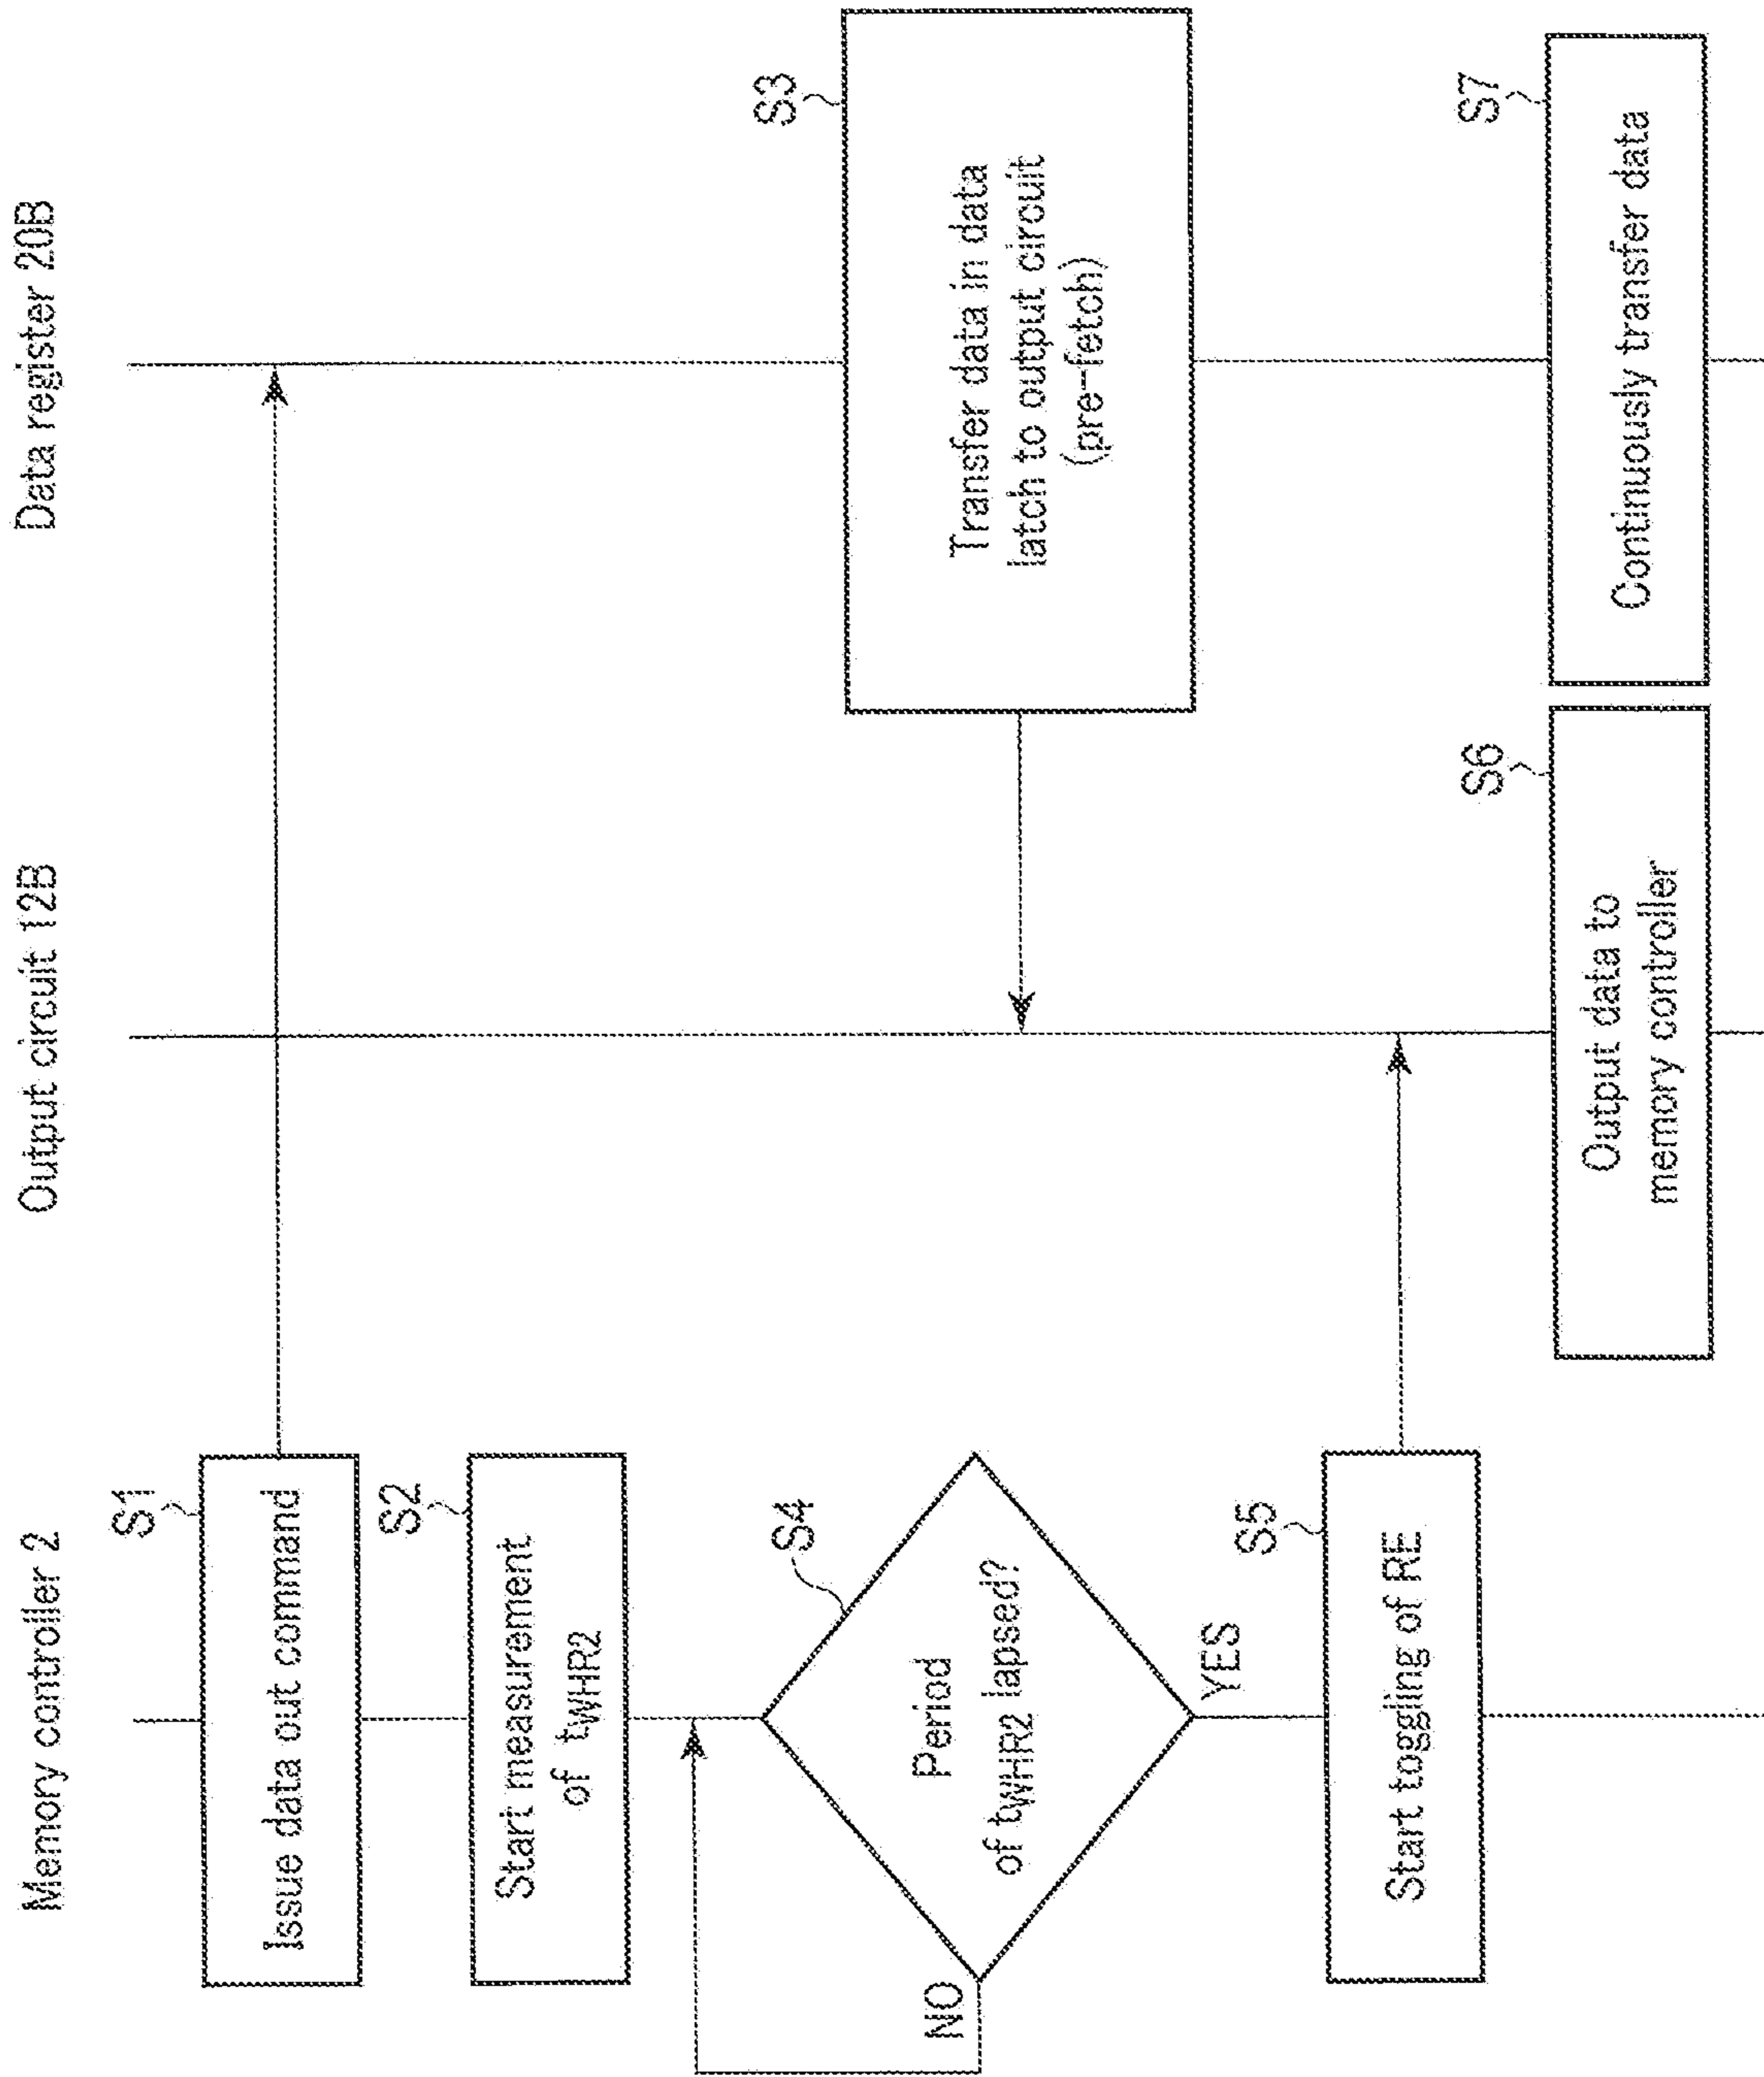 Memory controller 2
Output circuit 12B
Data register 20B
S1
Issue data out command
S2
Start measurement
of tWHR2
S3
Transfer data in data
latch to output circuit
(pre-fetch)
S4
Period
of tWHR2 lapsed?
NO
YES
S5
Start toggling of RE
S6
Output data to
memory controller
S7
Continuously transfer data